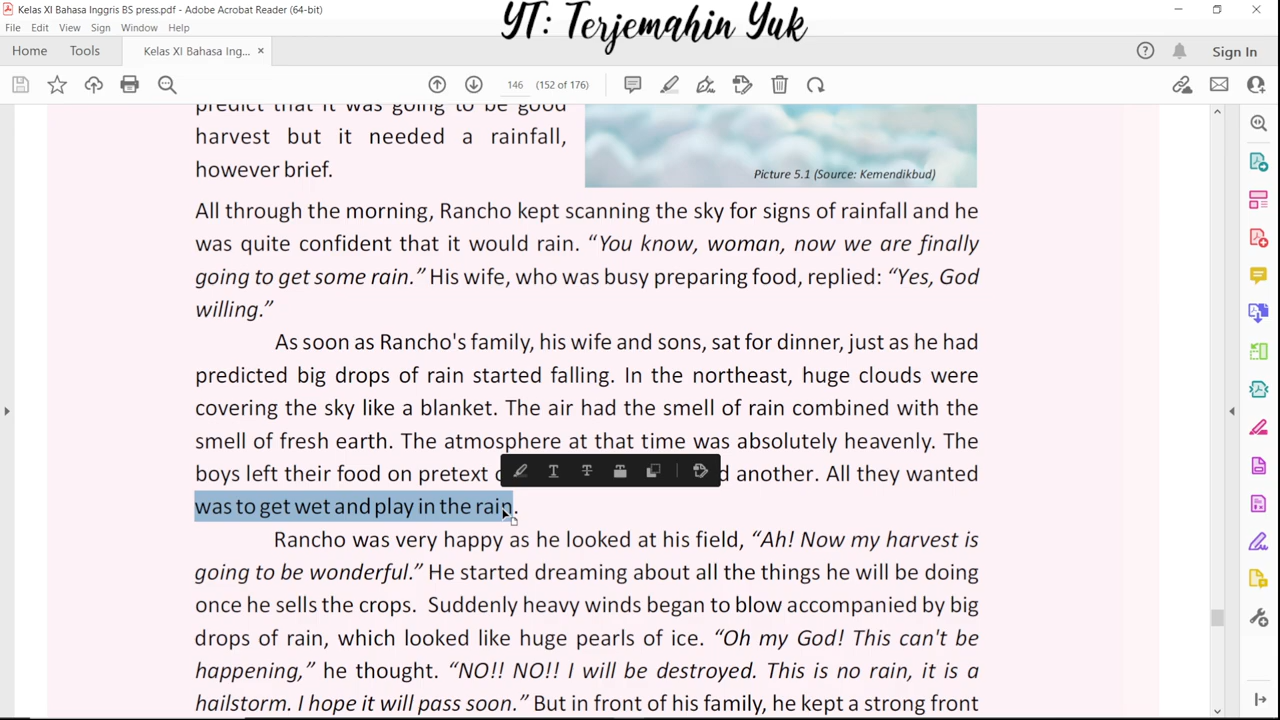 Kelas XI Bahasa Inggris BS press.pdf - Adobe Acrobat Reader (64-bit)
YT: Terjemahin Yuk
File Edit View Sign Window Help
Home Tools Kelas XI Bahasa Ing... × Sign In
146 (152 of 176)
predict that it was going to be good
harvest but it needed a rainfall,
however brief.
Picture 5.1 (Source: Kemendikbud)
All through the morning, Rancho kept scanning the sky for signs of rainfall and he
was quite confident that it would rain. “You know, woman, now we are finally
going to get some rain.” His wife, who was busy preparing food, replied: “Yes, God
willing.”
As soon as Rancho's family, his wife and sons, sat for dinner, just as he had
predicted big drops of rain started falling. In the northeast, huge clouds were
covering the sky like a blanket. The air had the smell of rain combined with the
smell of fresh earth. The atmosphere at that time was absolutely heavenly. The
boys left their food on pretext another. All they wanted
was to get wet and play in the rain.
Rancho was very happy as he looked at his field, “Ah! Now my harvest is
going to be wonderful.” He started dreaming about all the things he will be doing
once he sells the crops. Suddenly heavy winds began to blow accompanied by big
drops of rain, which looked like huge pearls of ice. “Oh my God! This can't be
happening,” he thought. “NO!! NO!! I will be destroyed. This is no rain, it is a
hailstorm. I hope it will pass soon.” But in front of his family, he kept a strong front